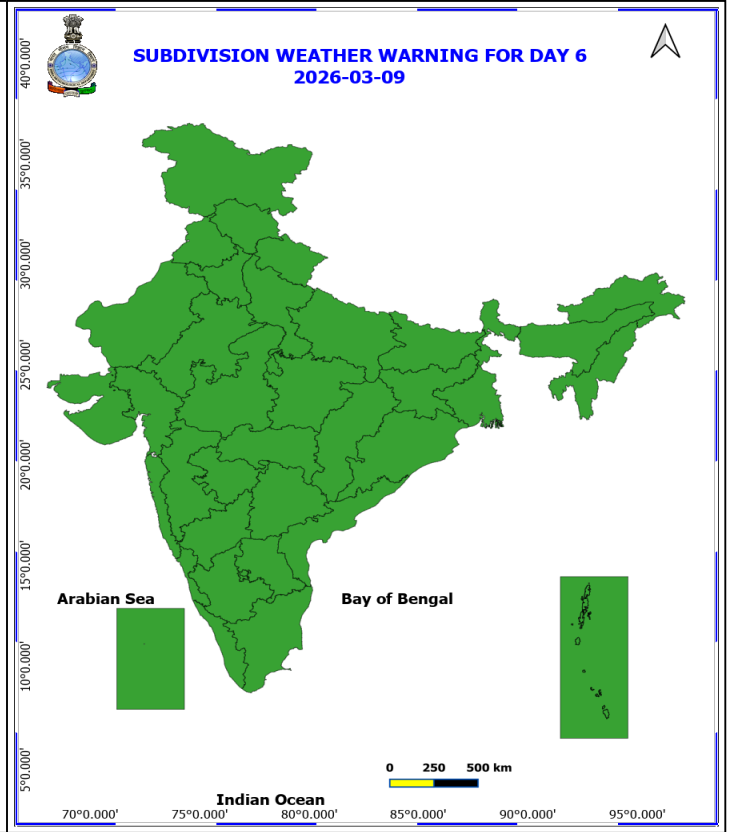 SUBDIVISION WEATHER WARNING FOR DAY 6
2026-03-09
40°0.000'
35°0.000'
30°0.000'
25°0.000'
20°0.000'
15°0.000'
10°0.000'
5°0.000'
Arabian Sea
Bay of Bengal
0 250 500 km
Indian Ocean
70°0.000' 75°0.000' 80°0.000' 85°0.000' 90°0.000' 95°0.000'